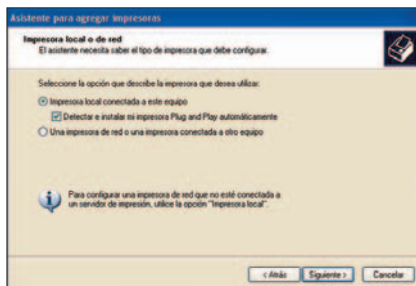 Asistente para agregar impresoras
Impresora local o de red
El asistente necesita saber el tipo de impresora que debe configurar.
Seleccione la opción que describe la impresora que desea utilizar:
Impresora local conectada a este equipo
Detectar e instalar mi impresora Plug and Play automáticamente
Una impresora de red o una impresora conectada a otro equipo
Para configurar una impresora de red que no esté conectada a
un servidor de impresión, utilice la opción "Impresora local".
< Atrás Siguiente > Cancelar